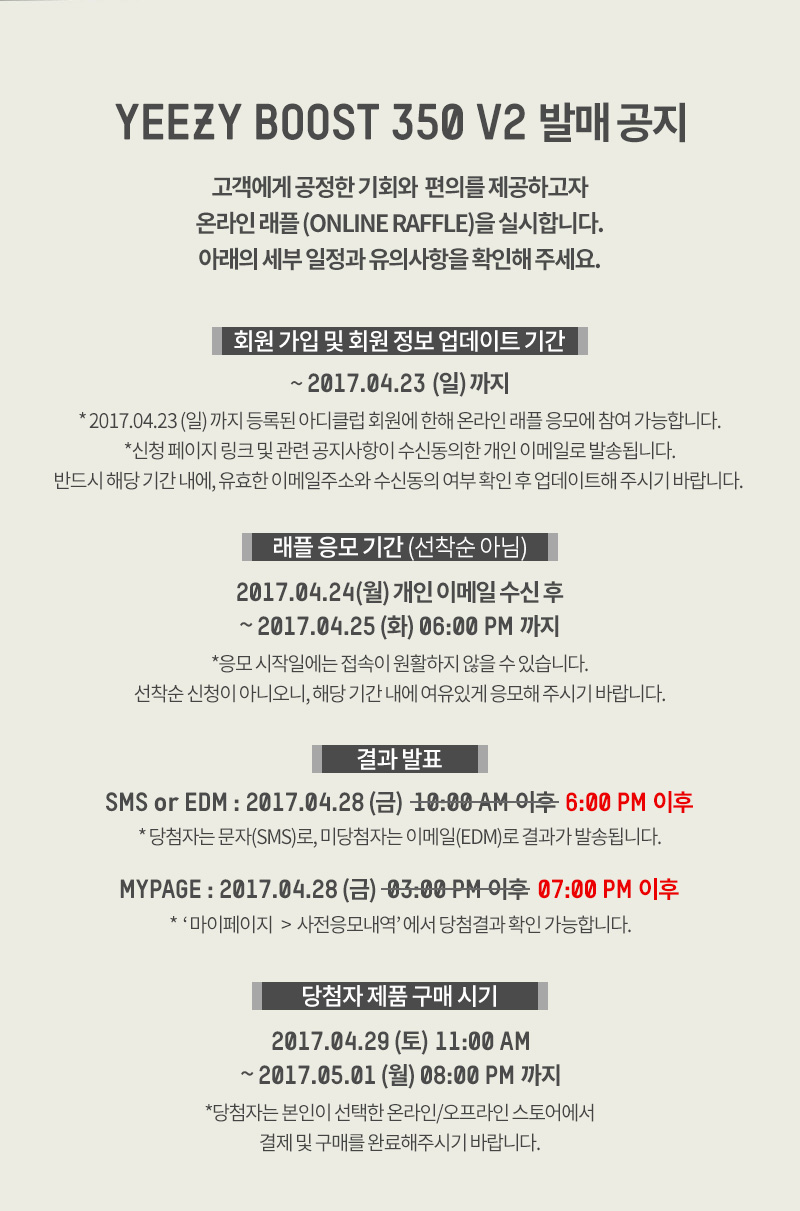 YEEZY BOOST 350 V2 발매 공지
고객에게 공정한 기회와 편의를 제공하고자
온라인 래플 (ONLINE RAFFLE)을 실시합니다.
아래의 세부 일정과 유의사항을 확인해 주세요.
회원 가입 및 회원 정보 업데이트 기간
~ 2017.04.23 (일) 까지
* 2017.04.23 (일) 까지 등록된 아디클럽 회원에 한해 온라인 래플 응모에 참여 가능합니다.
*신청 페이지 링크 및 관련 공지사항이 수신동의한 개인 이메일로 발송됩니다.
반드시 해당 기간 내에, 유효한 이메일주소와 수신동의 여부 확인 후 업데이트해 주시기 바랍니다.
래플 응모 기간 (선착순 아님)
2017.04.24(월) 개인 이메일 수신 후
~ 2017.04.25 (화) 06:00 PM 까지
*응모 시작일에는 접속이 원활하지 않을 수 있습니다.
선착순 신청이 아니오니, 해당 기간 내에 여유있게 응모해 주시기 바랍니다.
결과 발표
SMS or EDM : 2017.04.28 (금) 10:00 AM 이후 6:00 PM 이후
* 당첨자는 문자(SMS)로, 미당첨자는 이메일(EDM)로 결과가 발송됩니다.
MYPAGE : 2017.04.28 (금) 03:00 PM 이후 07:00 PM 이후
* ‘마이페이지 > 사전응모내역’에서 당첨결과 확인 가능합니다.
당첨자 제품 구매 시기
2017.04.29 (토) 11:00 AM
~ 2017.05.01 (월) 08:00 PM 까지
*당첨자는 본인이 선택한 온라인/오프라인 스토어에서
결제 및 구매를 완료해주시기 바랍니다.